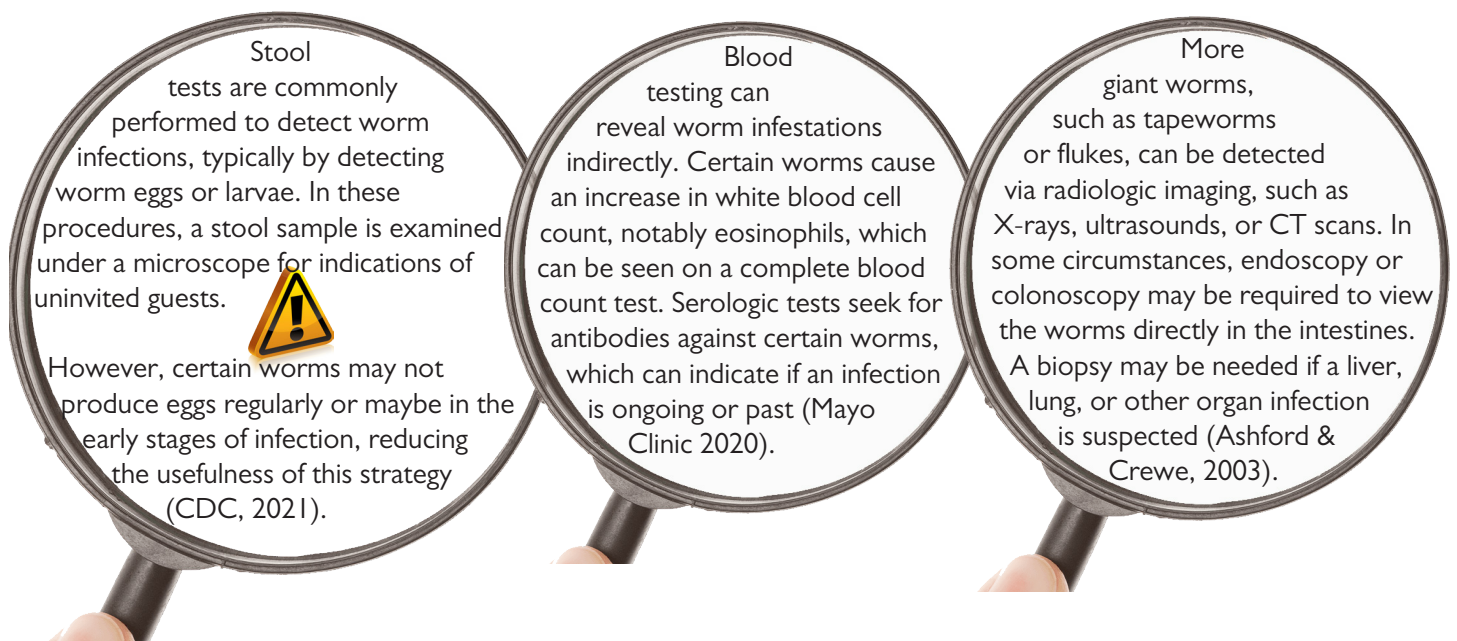 Stool
tests are commonly
performed to detect worm
infections, typically by detecting
worm eggs or larvae. In these
procedures, a stool sample is examined
under a microscope for indications of
uninvited guests.
However, certain worms may not
produce eggs regularly or maybe in the
early stages of infection, reducing
the usefulness of this strategy
(CDC, 2021).
Blood
testing can
reveal worm infestations
indirectly. Certain worms cause
an increase in white blood cell
count, notably eosinophils, which
can be seen on a complete blood
count test. Serologic tests seek for
antibodies against certain worms,
which can indicate if an infection
is ongoing or past (Mayo
Clinic 2020).
More
giant worms,
such as tapeworms
or flukes, can be detected
via radiologic imaging, such as
X-rays, ultrasounds, or CT scans. In
some circumstances, endoscopy or
colonoscopy may be required to view
the worms directly in the intestines.
A biopsy may be needed if a liver,
lung, or other organ infection
is suspected (Ashford &
Crewe, 2003).